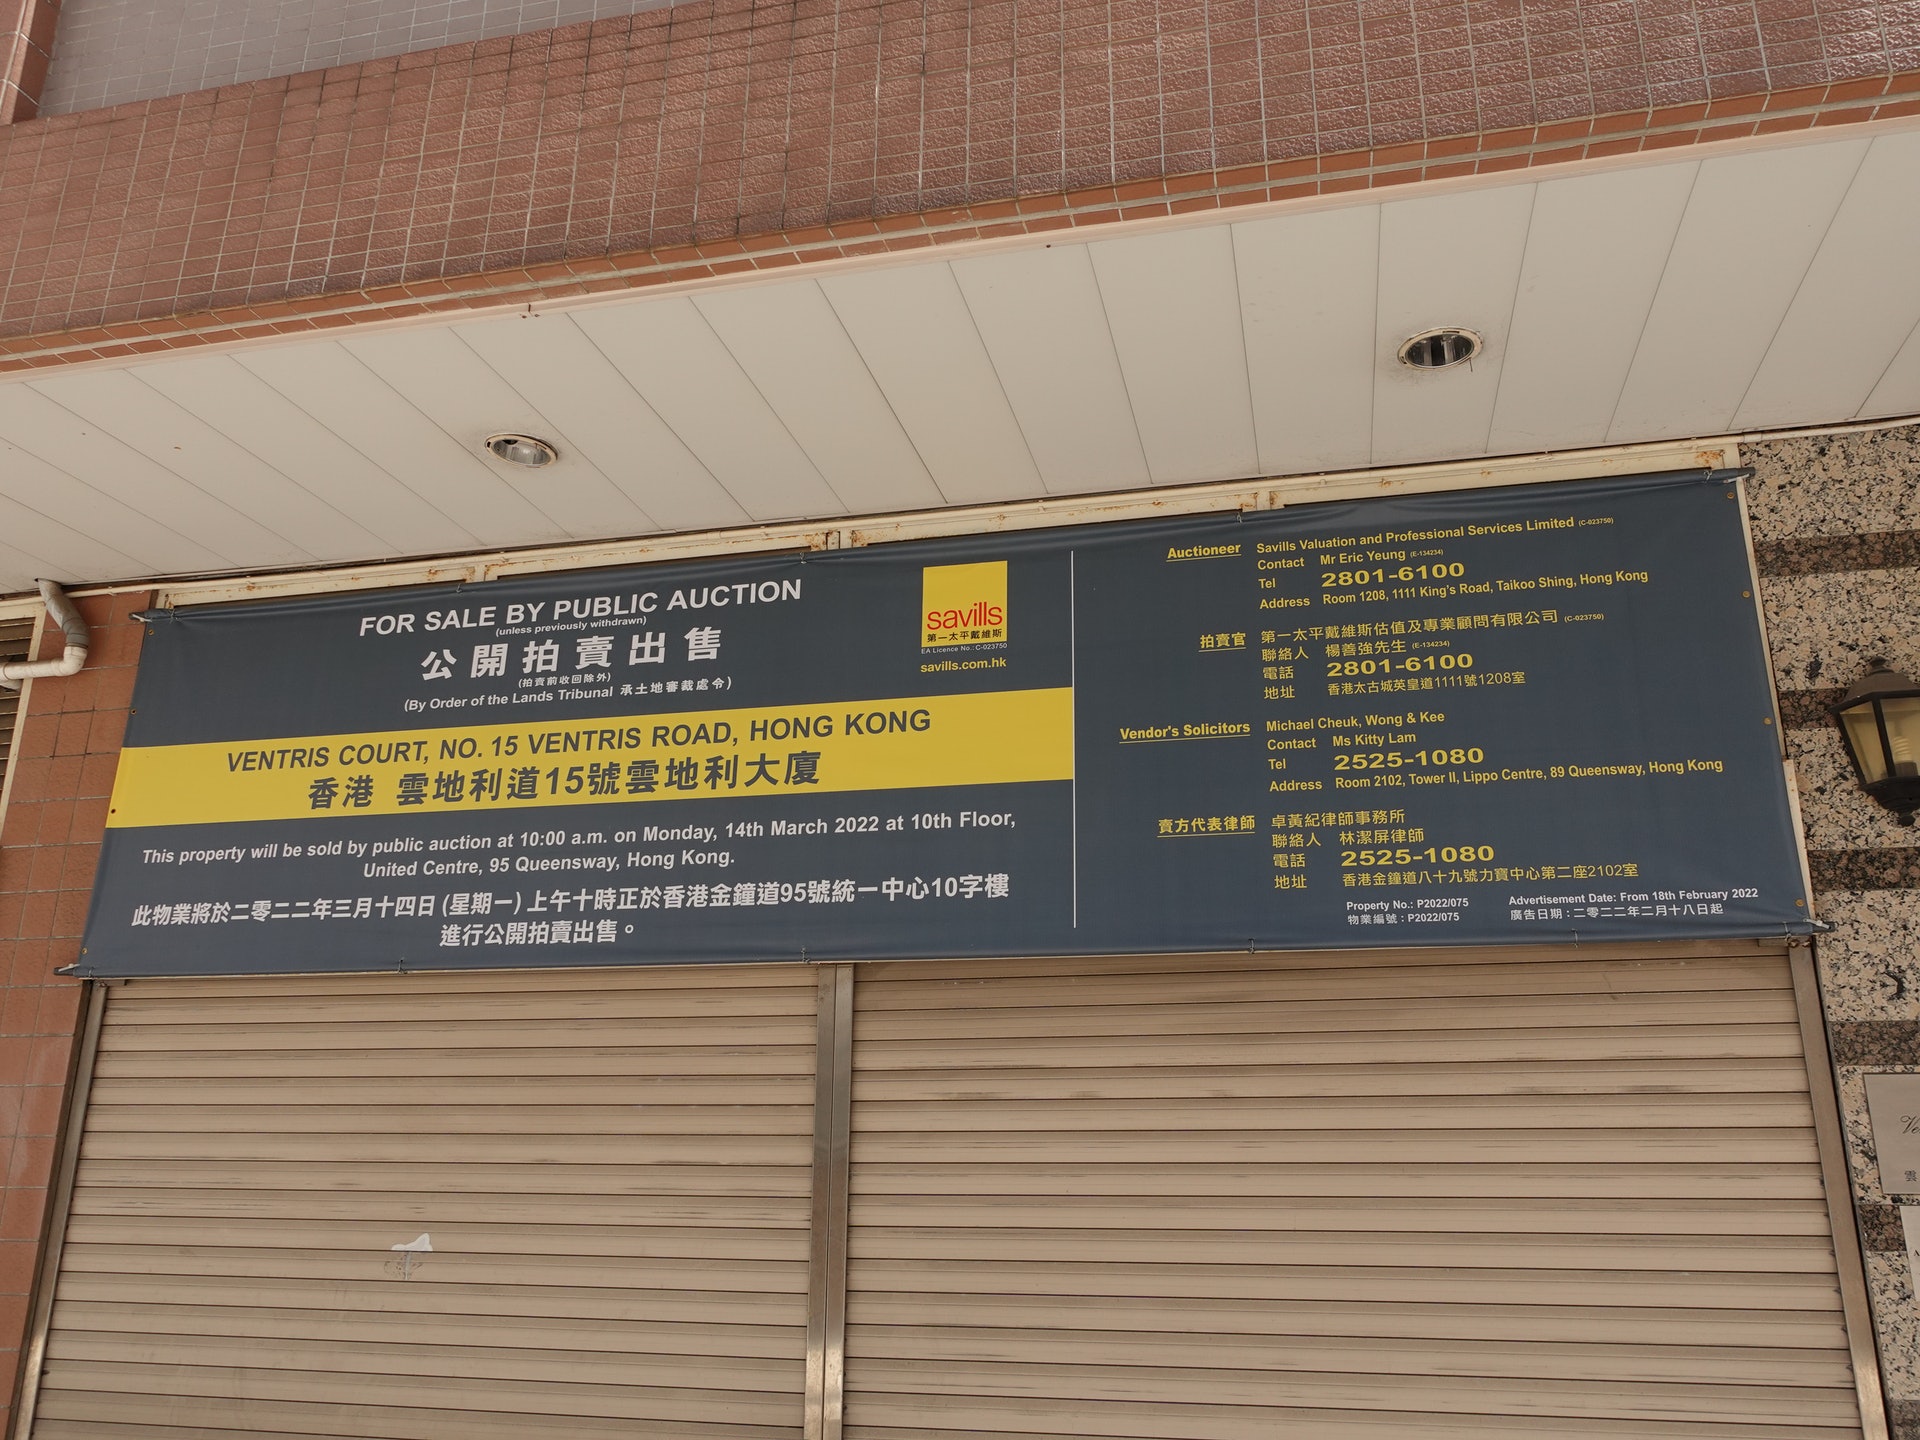 FOR SALE BY PUBLIC AUCTION
(unless previously withdrawn)
公開拍賣出售
(拍賣前收回除外)
(By Order of the Lands Tribunal 承土地審裁處令)
savills
第一太平戴維斯
EA Licence No.: C-023750
savills.com.hk
VENTRIS COURT, NO. 15 VENTRIS ROAD, HONG KONG
香港 雲地利道15號雲地利大廈
This property will be sold by public auction at 10:00 a.m. on Monday, 14th March 2022 at 10th Floor,
United Centre, 95 Queensway, Hong Kong.
此物業將於二零二二年三月十四日 (星期一) 上午十時正於香港金鐘道95號統一中心10字樓
進行公開拍賣出售。
Auctioneer Savills Valuation and Professional Services Limited (C-023750)
Contact Mr Eric Yeung (E-134234)
Tel 2801-6100
Address Room 1208, 1111 King's Road, Taikoo Shing, Hong Kong
拍賣官 第一太平戴維斯估值及專業顧問有限公司 (C-023750)
聯絡人 楊善強先生 (E-134234)
電話 2801-6100
地址 香港太古城英皇道1111號1208室
Vendor's Solicitors Michael Cheuk, Wong & Kee
Contact Ms Kitty Lam
Tel 2525-1080
Address Room 2102, Tower II, Lippo Centre, 89 Queensway, Hong Kong
賣方代表律師 卓黃紀律師事務所
聯絡人 林潔屏律師
電話 2525-1080
地址 香港金鐘道八十九號力寶中心第二座2102室
Property No.: P2022/075 Advertisement Date: From 18th February 2022
物業編號：P2022/075 廣告日期：二零二二年二月十八日起
Ve
雲